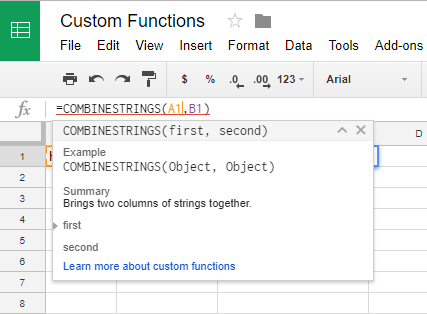 Custom Functions
File Edit View Insert Format Data Tools Add-ons
$ % .0 .00 123 Arial
fx =COMBINESTRINGS(A1,B1)
COMBINESTRINGS(first, second)
D
1
Example
2
COMBINESTRINGS(Object, Object)
Summary
3
Brings two columns of strings together.
4
first
5
second
6
Learn more about custom functions
7
8